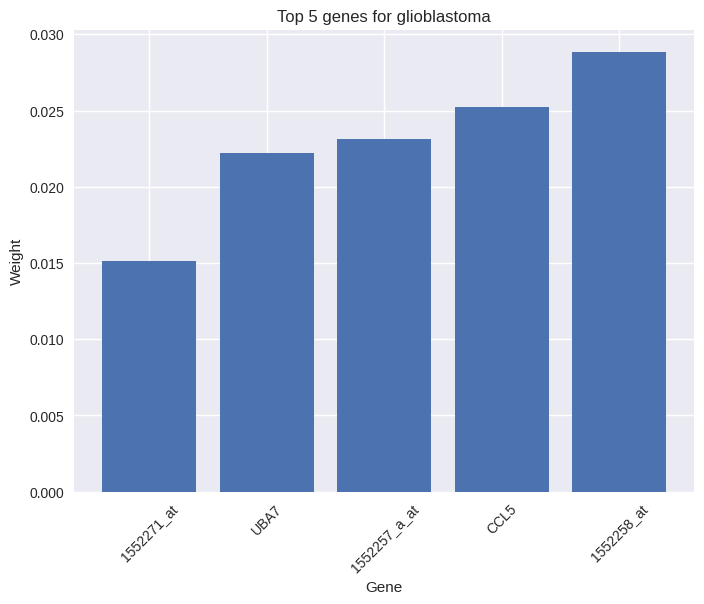 Top 5 genes for glioblastoma
Weight
0.030
0.025
0.020
0.015
0.010
0.005
0.000
1552271_at
UBA7
1552257_a_at
CCL5
1552258_at
Gene